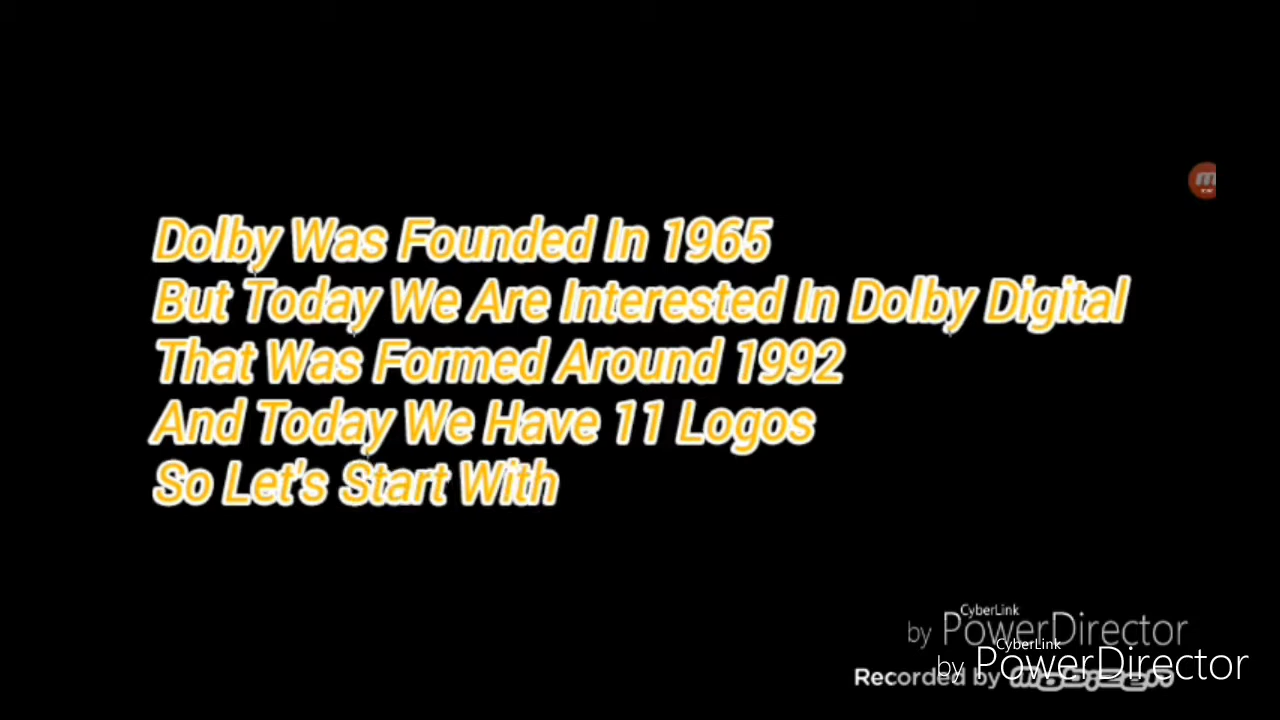 Dolby Was Founded In 1965
But Today We Are Interested In Dolby Digital
That Was Formed Around 1992
And Today We Have 11 Logos
So Let's Start With
CyberLink
by PowerDirector
CyberLink
by PowerDirector
Recorded by